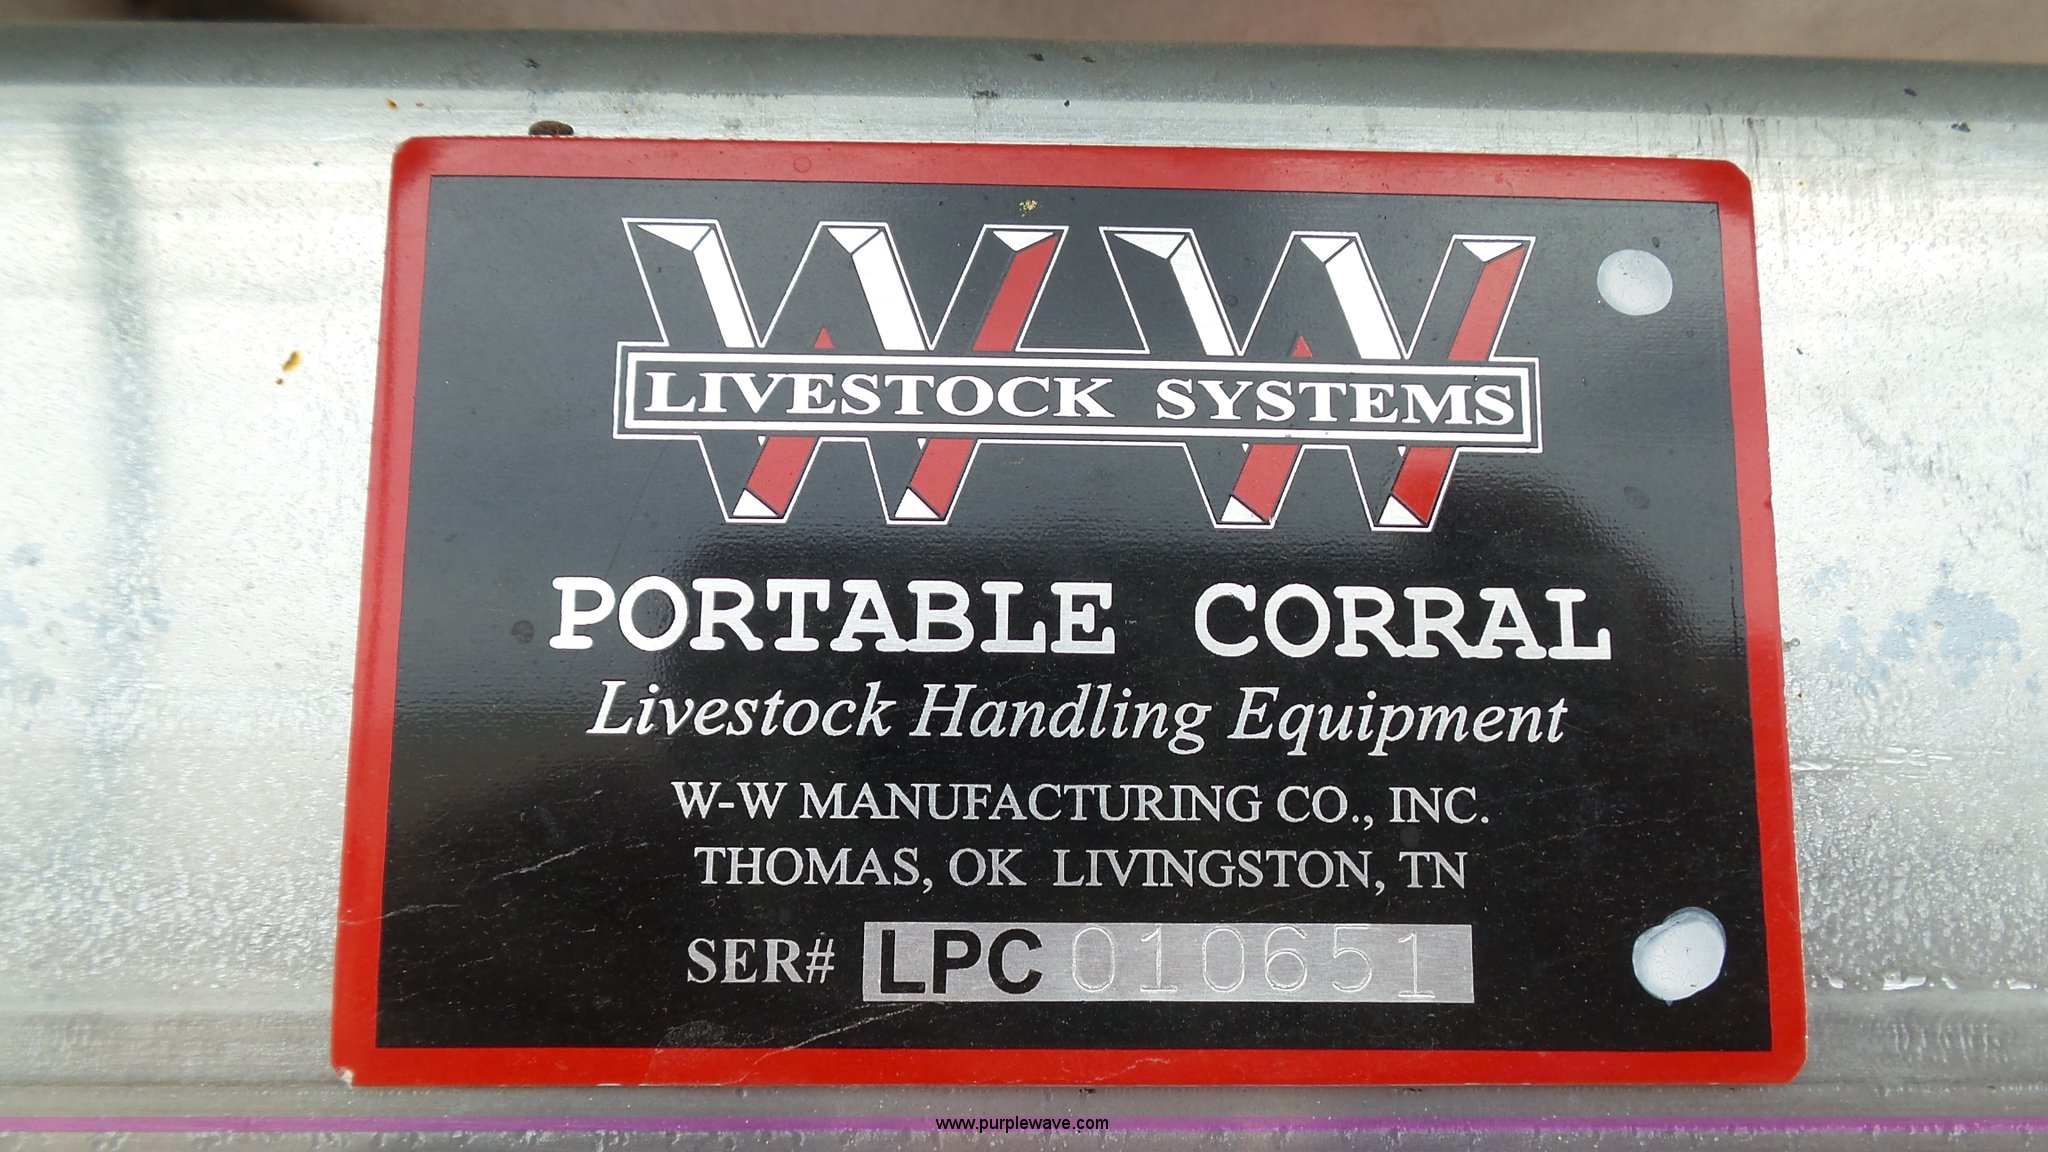 WW
LIVESTOCK SYSTEMS
PORTABLE CORRAL
Livestock Handling Equipment
W-W MANUFACTURING CO., INC.
THOMAS, OK LIVINGSTON, TN
SER# LPC 010651
www.purplewave.com